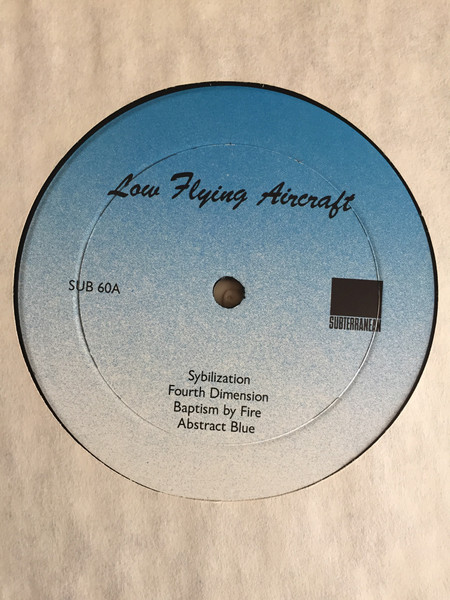 Low Flying Aircraft
SUB 60A
SUBTERRANEAN
Sybilization
Fourth Dimension
Baptism by Fire
Abstract Blue